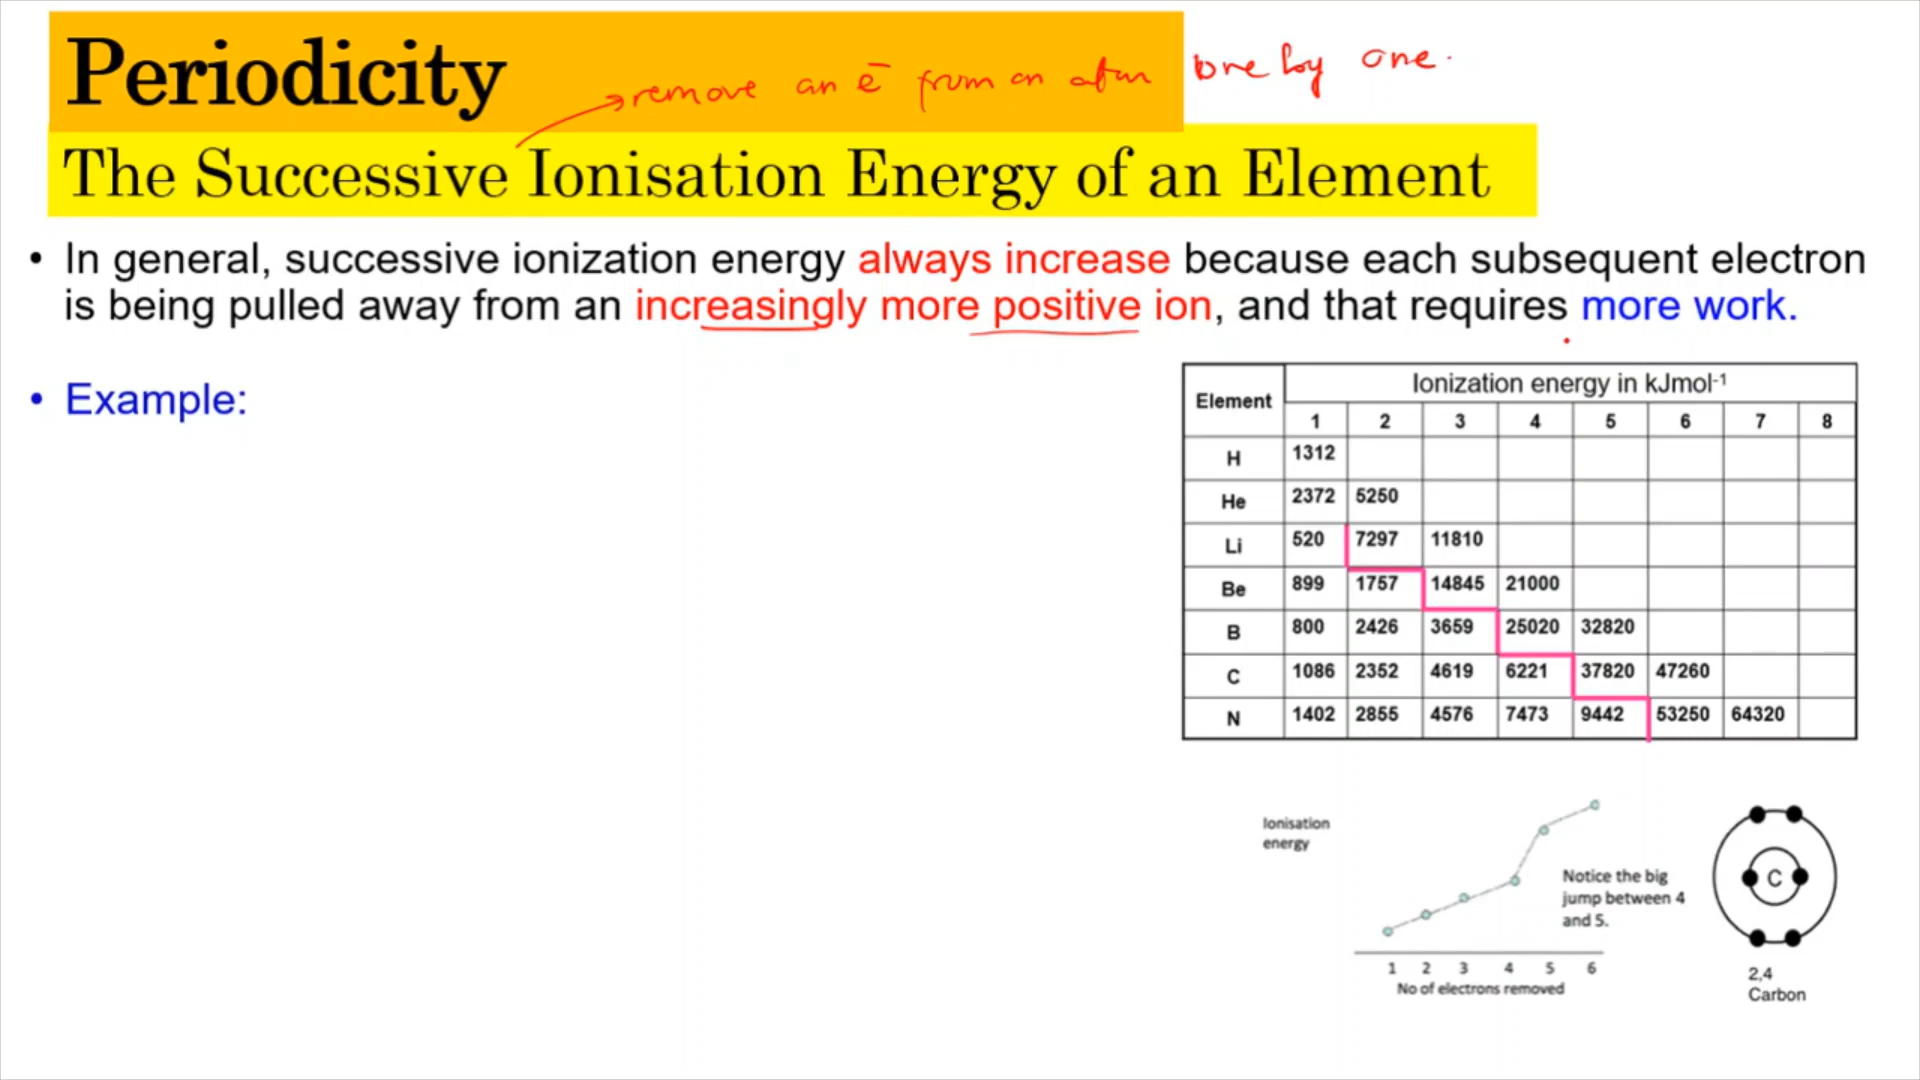 Periodicity
remove an e⁻ from an atom one by one.
The Successive Ionisation Energy of an Element
• In general, successive ionization energy always increase because each subsequent electron
is being pulled away from an increasingly more positive ion, and that requires more work.
• Example:
Element Ionization energy in kJmol⁻¹
1 2 3 4 5 6 7 8
H 1312
He 2372 5250
Li 520 7297 11810
Be 899 1757 14845 21000
B 800 2426 3659 25020 32820
C 1086 2352 4619 6221 37820 47260
N 1402 2855 4576 7473 9442 53250 64320
Ionisation
energy
Notice the big
jump between 4
and 5.
1 2 3 4 5 6
No of electrons removed
C
2,4
Carbon